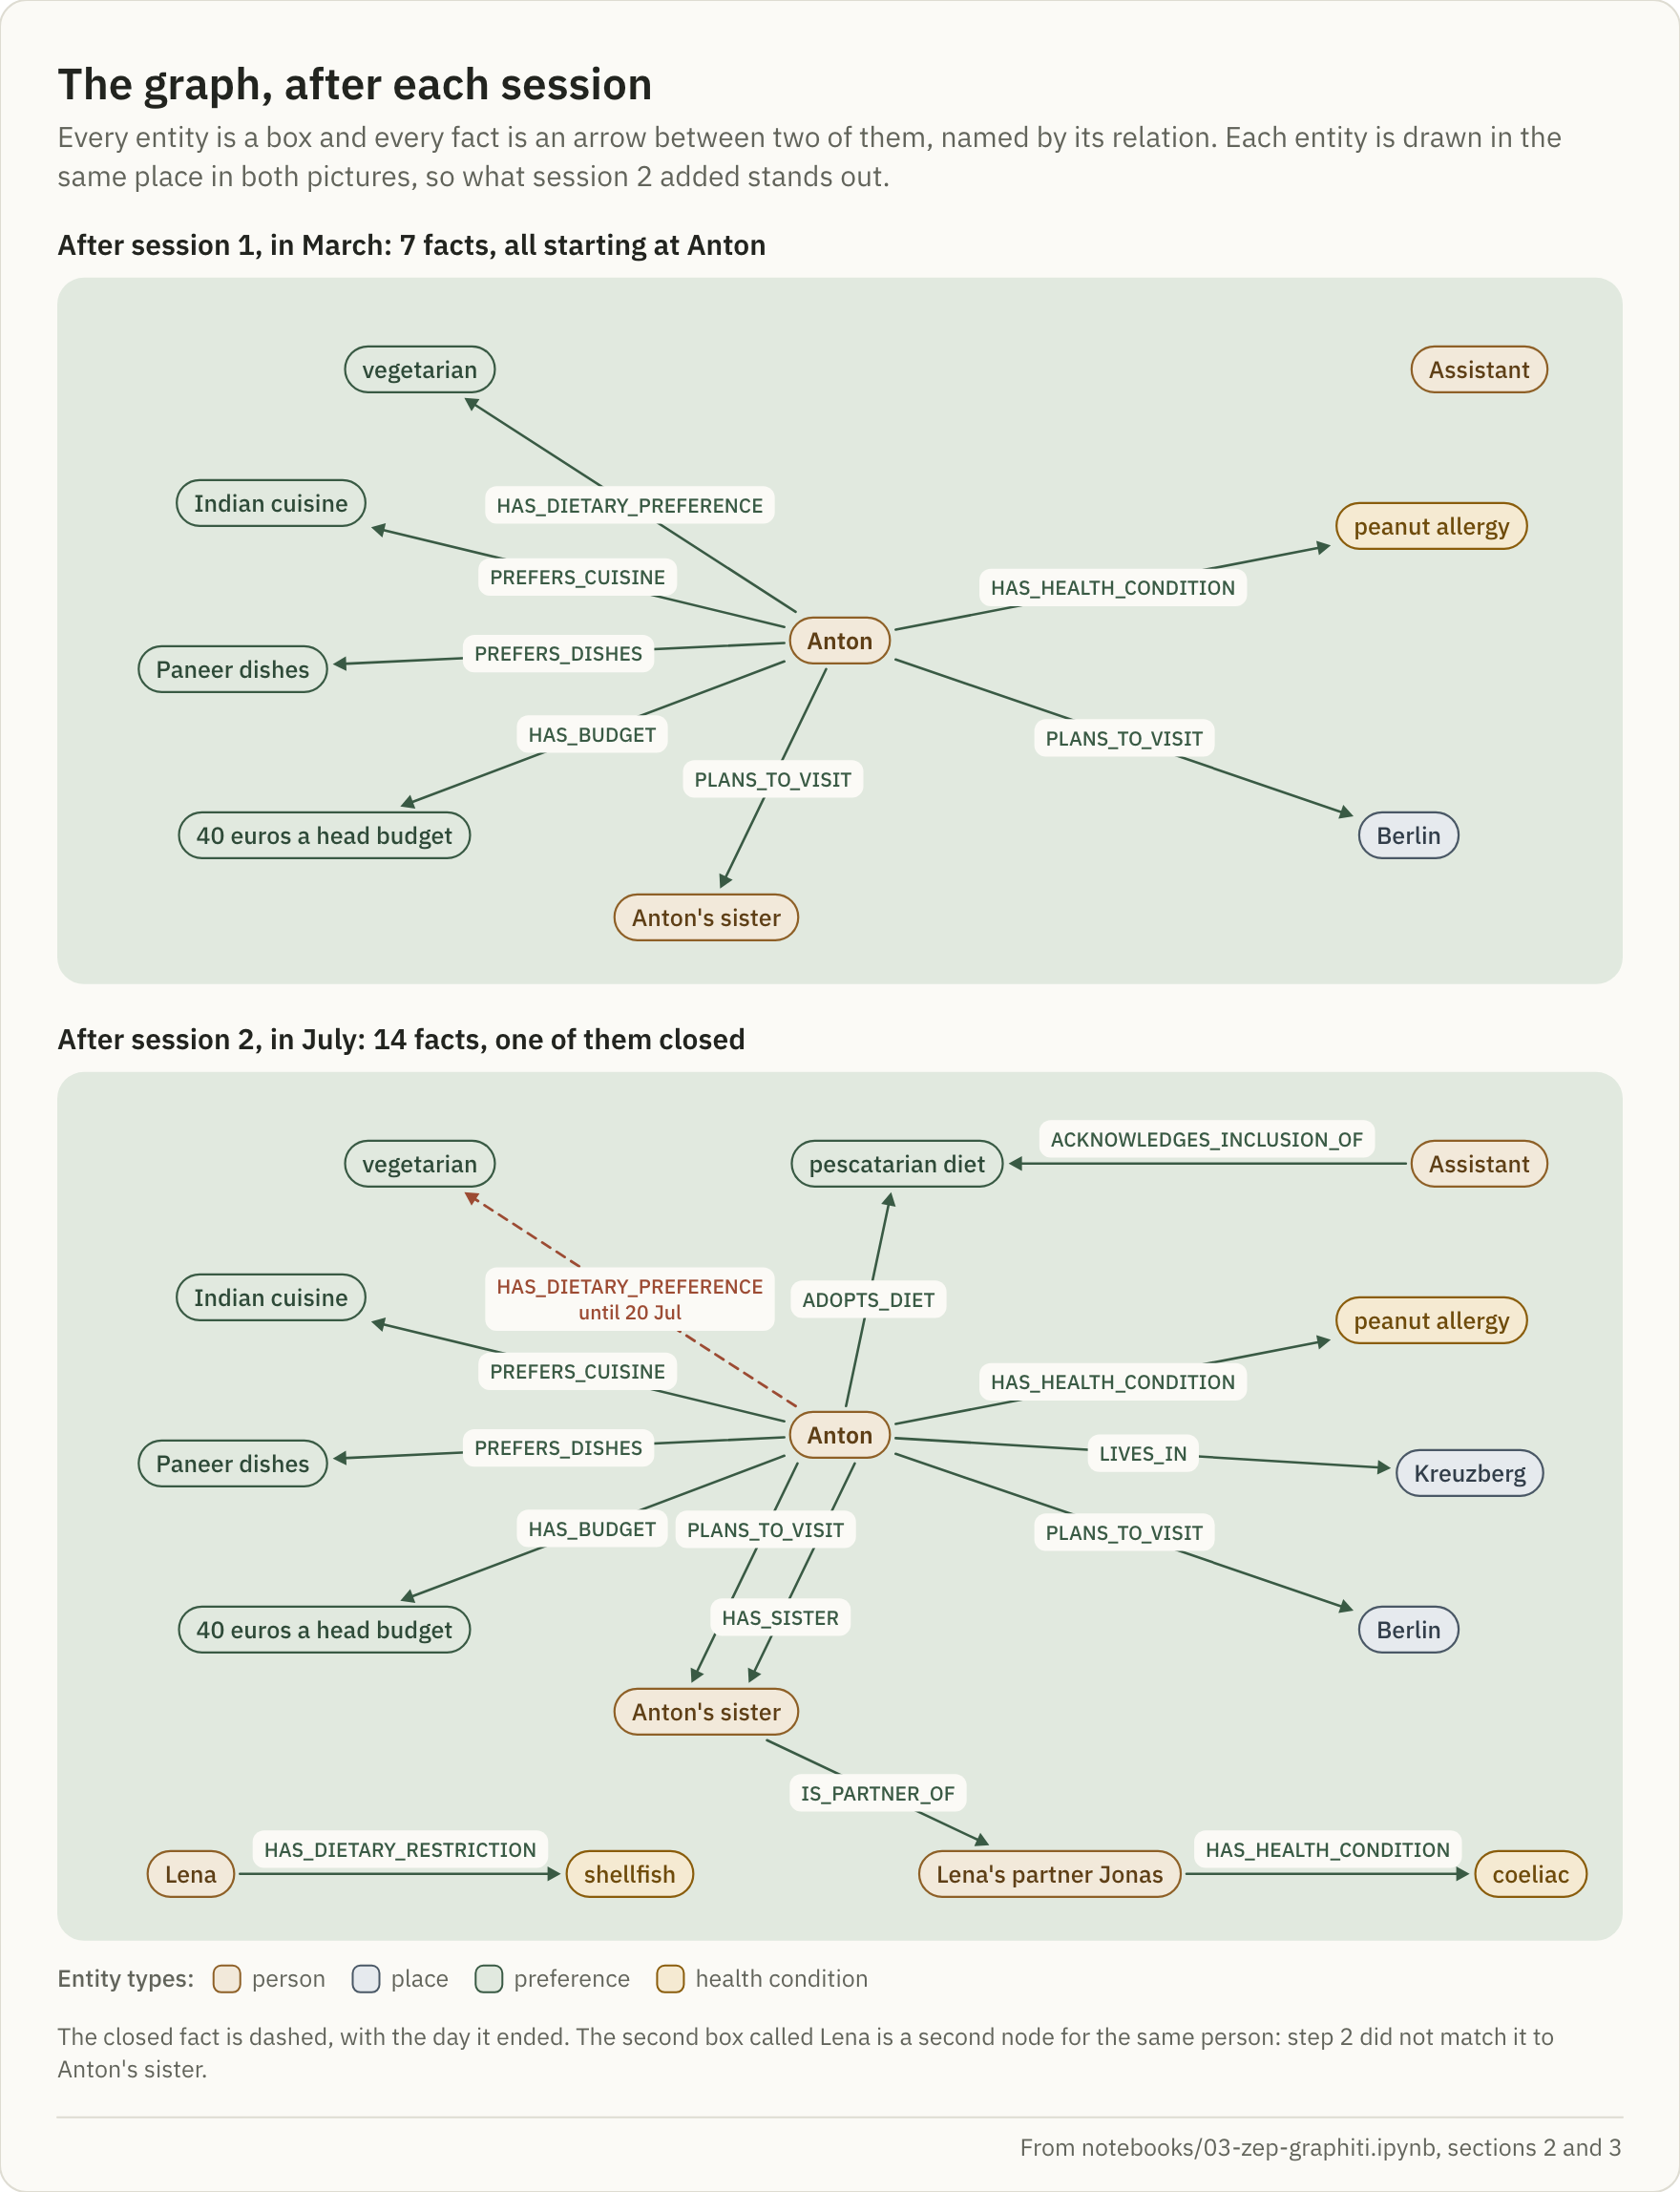 The graph, after each session
Every entity is a box and every fact is an arrow between two of them, named by its relation. Each entity is drawn in the
same place in both pictures, so what session 2 added stands out.
After session 1, in March: 7 facts, all starting at Anton
vegetarian
Assistant
Indian cuisine
HAS_DIETARY_PREFERENCE
peanut allergy
PREFERS_CUISINE
HAS_HEALTH_CONDITION
Anton
Paneer dishes
PREFERS_DISHES
HAS_BUDGET
PLANS_TO_VISIT
PLANS_TO_VISIT
40 euros a head budget
Berlin
Anton's sister
After session 2, in July: 14 facts, one of them closed
ACKNOWLEDGES_INCLUSION_OF
vegetarian
pescatarian diet
Assistant
HAS_DIETARY_PREFERENCE
until 20 Jul
Indian cuisine
ADOPTS_DIET
peanut allergy
PREFERS_CUISINE
HAS_HEALTH_CONDITION
Anton
Paneer dishes
PREFERS_DISHES
LIVES_IN
Kreuzberg
HAS_BUDGET
PLANS_TO_VISIT
PLANS_TO_VISIT
HAS_SISTER
40 euros a head budget
Berlin
Anton's sister
IS_PARTNER_OF
HAS_DIETARY_RESTRICTION
HAS_HEALTH_CONDITION
Lena
shellfish
Lena's partner Jonas
coeliac
Entity types: person place preference health condition
The closed fact is dashed, with the day it ended. The second box called Lena is a second node for the same person: step 2 did not match it to
Anton's sister.
From notebooks/03-zep-graphiti.ipynb, sections 2 and 3